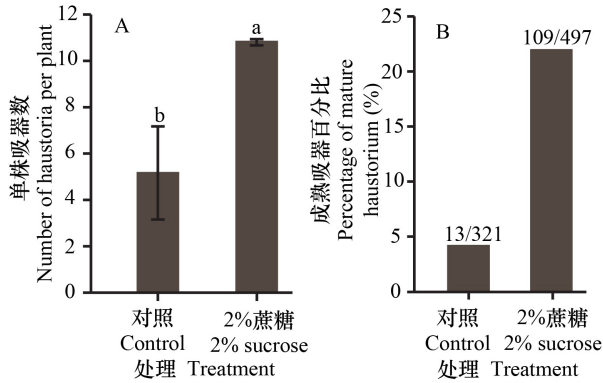 A
单株吸器数
Number of haustoria per plant
12
10
8
6
4
2
0
b
a
对照
Control
2%蔗糖
2% sucrose
处理 Treatment
B
成熟吸器百分比
Percentage of mature
haustorium (%)
25
20
15
10
5
0
13/321
109/497
对照
Control
2%蔗糖
2% sucrose
处理 Treatment